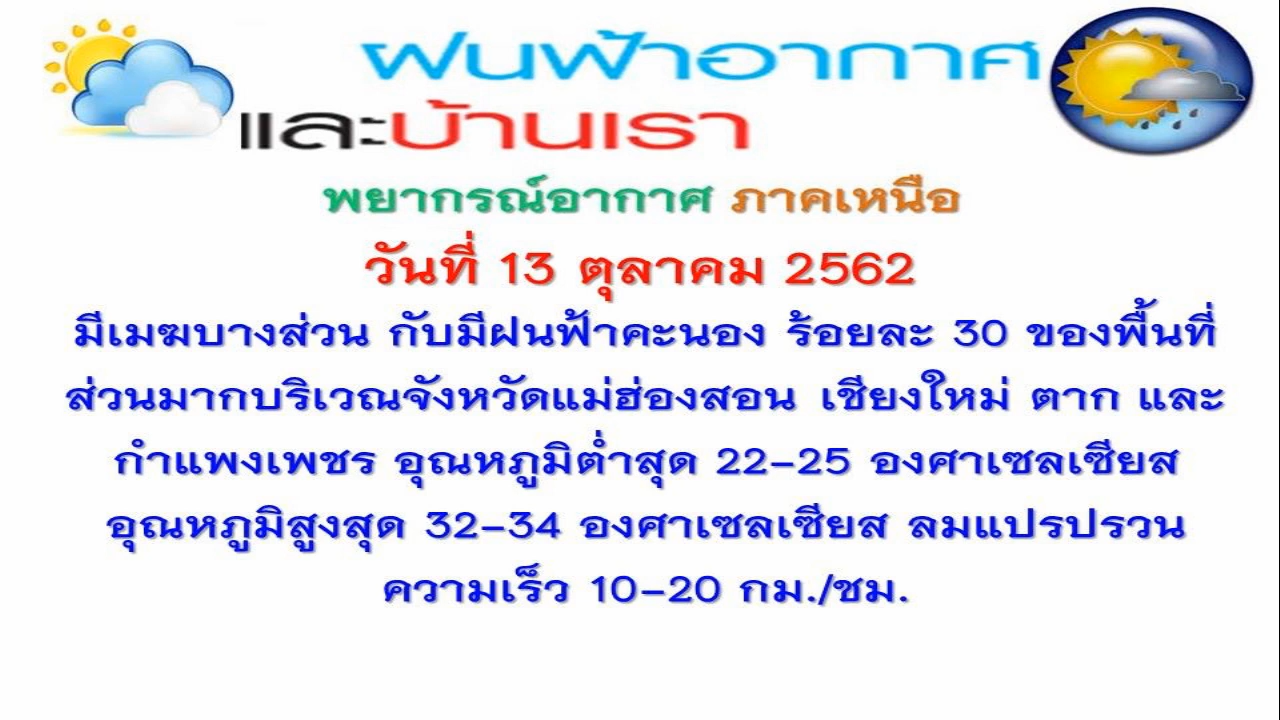 ฝนฟ้าอากาศ
และบ้านเรา
พยากรณ์อากาศ ภาคเหนือ
วันที่ 13 ตุลาคม 2562
มีเมฆบางส่วน กับมีฝนฟ้าคะนอง ร้อยละ 30 ของพื้นที่
ส่วนมากบริเวณจังหวัดแม่ฮ่องสอน เชียงใหม่ ตาก และ
กำแพงเพชร อุณหภูมิต่ำสุด 22-25 องศาเซลเซียส
อุณหภูมิสูงสุด 32-34 องศาเซลเซียส ลมแปรปรวน
ความเร็ว 10-20 กม./ชม.